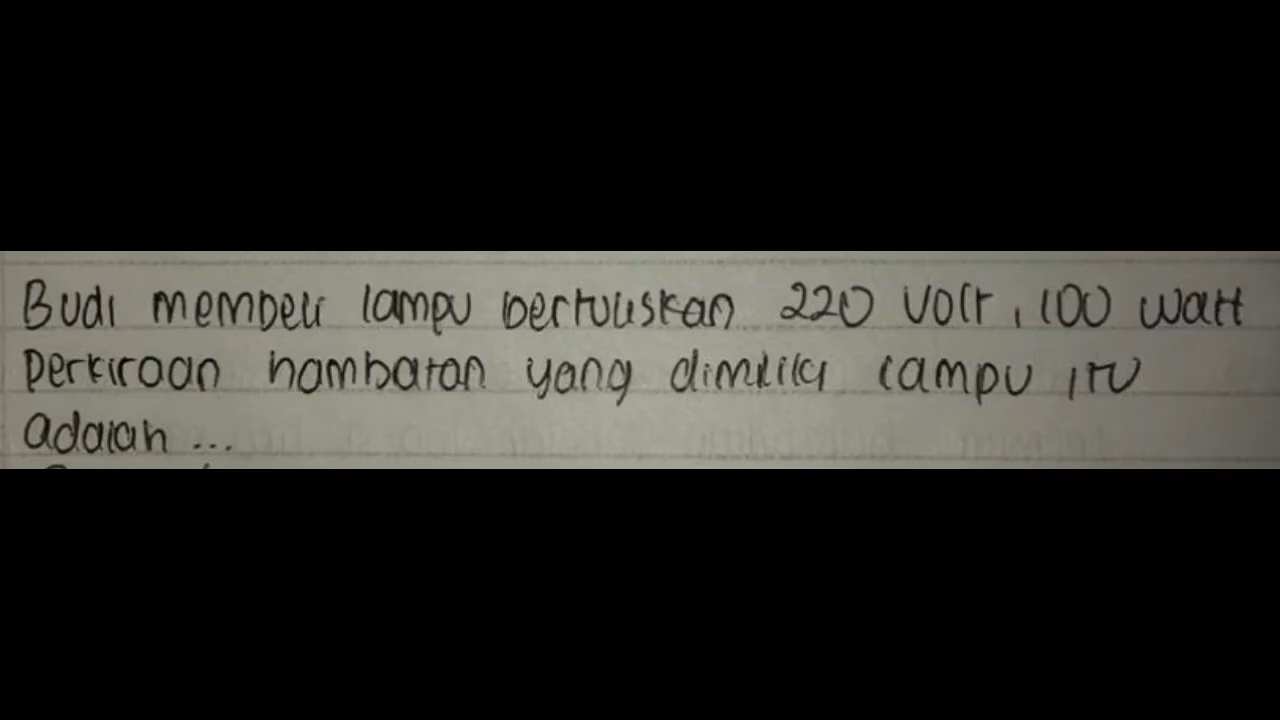 Budi membeli lampu bertuliskan 220 Volt, 100 watt
Perkiraan hambatan yang dimiliki lampu itu
adalah ...